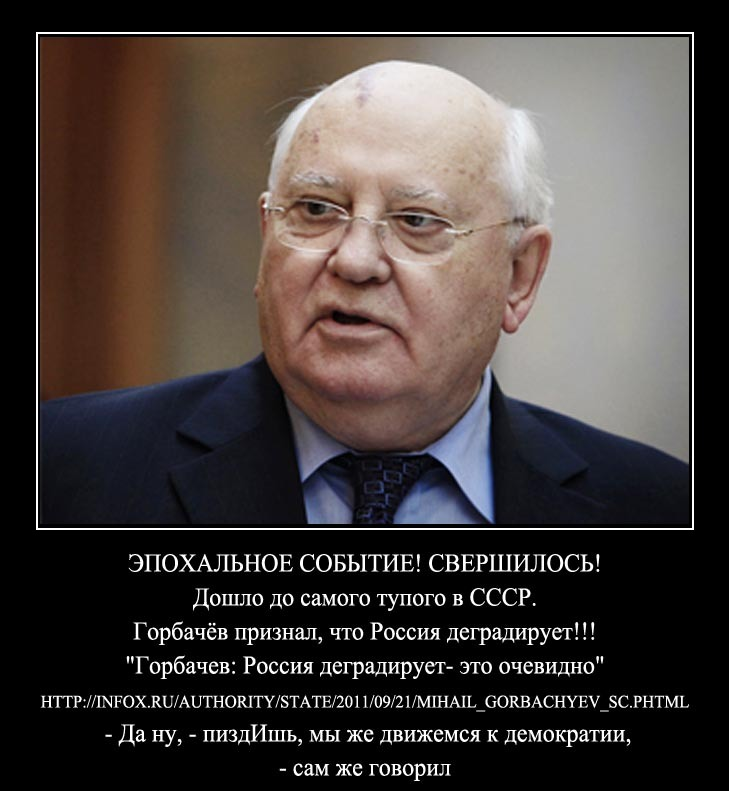 ЭПОХАЛЬНОЕ СОБЫТИЕ! СВЕРШИЛОСЬ!
Дошло до самого тупого в СССР.
Горбачёв признал, что Россия деградирует!!!
"Горбачев: Россия деградирует- это очевидно"
HTTP://INFOX.RU/AUTHORITY/STATE/2011/09/21/MIHAIL_GORBACHYEV_SC.PHTML
- Да ну, - пиздИшь, мы же движемся к демократии,
- сам же говорил